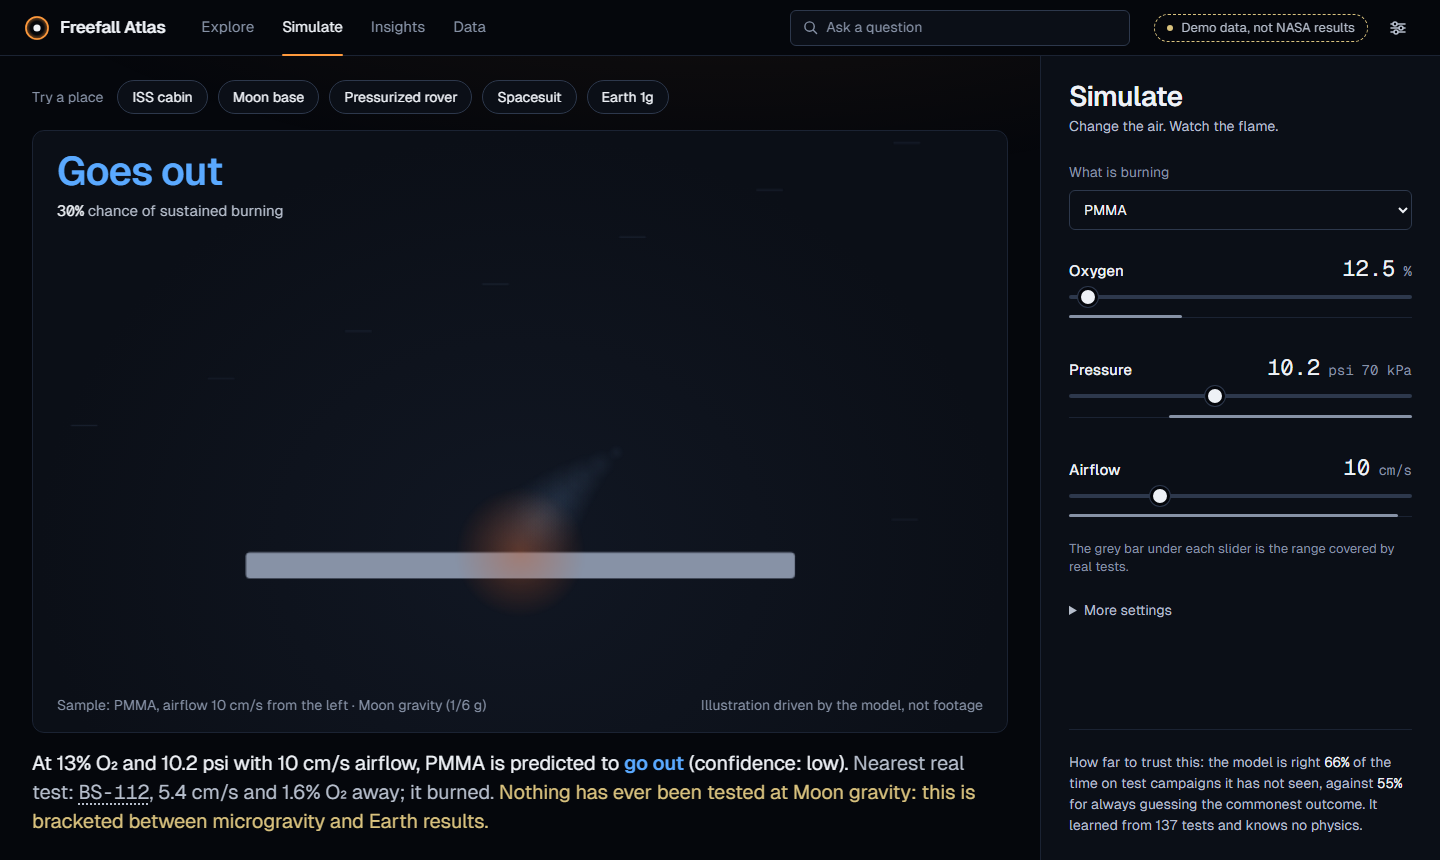 Freefall Atlas
Explore
Simulate
Insights
Data
Ask a question
Demo data, not NASA results
Try a place
ISS cabin
Moon base
Pressurized rover
Spacesuit
Earth 1g
Goes out
30% chance of sustained burning
Sample: PMMA, airflow 10 cm/s from the left · Moon gravity (1/6 g)
Illustration driven by the model, not footage
At 13% O₂ and 10.2 psi with 10 cm/s airflow, PMMA is predicted to go out (confidence: low). Nearest real
test: BS-112, 5.4 cm/s and 1.6% O₂ away; it burned. Nothing has ever been tested at Moon gravity: this is
bracketed between microgravity and Earth results.
Simulate
Change the air. Watch the flame.
What is burning
PMMA
Oxygen
12.5 %
Pressure
10.2 psi 70 kPa
Airflow
10 cm/s
The grey bar under each slider is the range covered by
real tests.
More settings
How far to trust this: the model is right 66% of the
time on test campaigns it has not seen, against 55%
for always guessing the commonest outcome. It
learned from 137 tests and knows no physics.